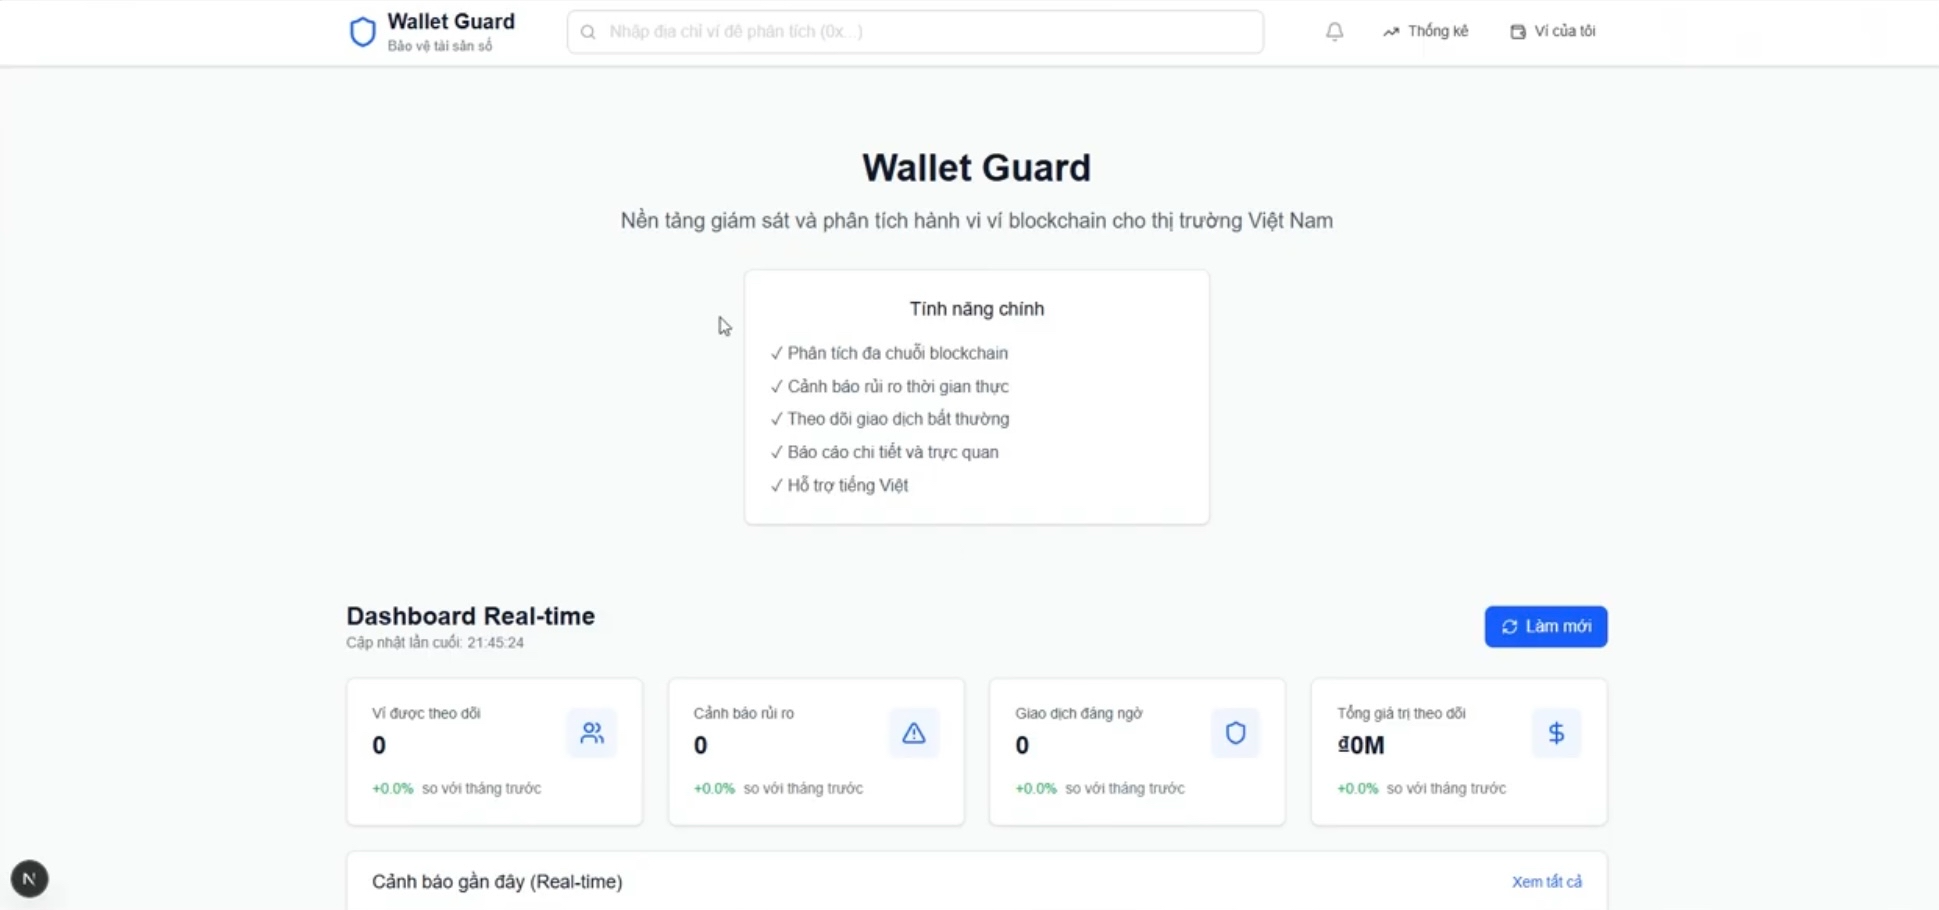 Wallet Guard
Bảo vệ tài sản số
Nhập địa chỉ ví để phân tích (0x...)
Thống kê
Ví của tôi
Wallet Guard
Nền tảng giám sát và phân tích hành vi ví blockchain cho thị trường Việt Nam
Tính năng chính
✓ Phân tích đa chuỗi blockchain
✓ Cảnh báo rủi ro thời gian thực
✓ Theo dõi giao dịch bất thường
✓ Báo cáo chi tiết và trực quan
✓ Hỗ trợ tiếng Việt
Dashboard Real-time
Cập nhật lần cuối: 21:45:24
Làm mới
Ví được theo dõi
0
+0.0% so với tháng trước
Cảnh báo rủi ro
0
+0.0% so với tháng trước
Giao dịch đáng ngờ
0
+0.0% so với tháng trước
Tổng giá trị theo dõi
₫0M
+0.0% so với tháng trước
Cảnh báo gần đây (Real-time)
Xem tất cả
N